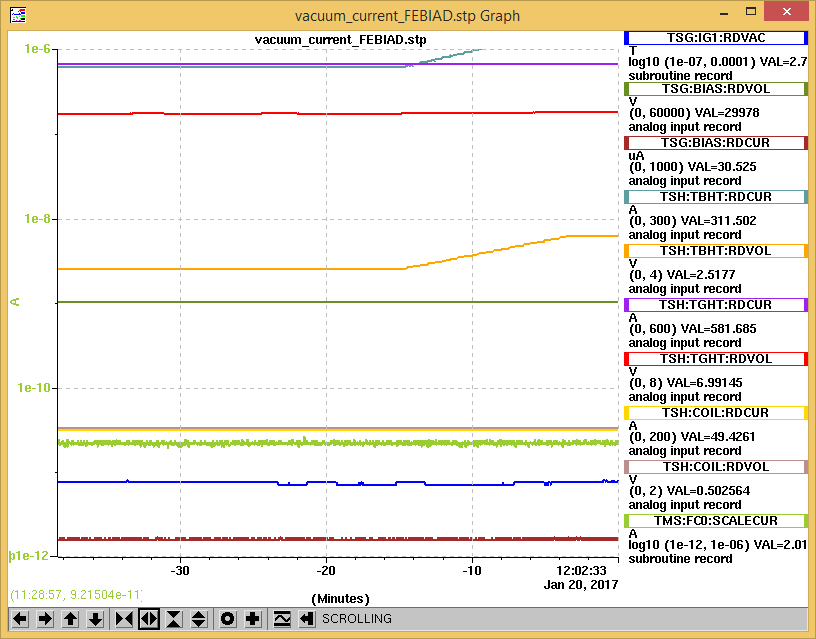 vacuum_current_FEBIAD.stp Graph
vacuum_current_FEBIAD.stp
1e-6
1e-8
A
1e-10
1e-12
-30
-20
-10
12:02:33
Jan 20, 2017
(Minutes)
(11:28:57, 9.21504e-11)
SCROLLING
TSG:IG1:RDVAC
T
log10 (1e-07, 0.0001) VAL=2.7
subroutine record
TSG:BIAS:RDVOL
V
(0, 60000) VAL=29978
analog input record
TSG:BIAS:RDCUR
uA
(0, 1000) VAL=30.525
analog input record
TSH:TBHT:RDCUR
A
(0, 300) VAL=311.502
analog input record
TSH:TBHT:RDVOL
V
(0, 4) VAL=2.5177
analog input record
TSH:TGHT:RDCUR
A
(0, 600) VAL=581.685
analog input record
TSH:TGHT:RDVOL
V
(0, 8) VAL=6.99145
analog input record
TSH:COIL:RDCUR
A
(0, 200) VAL=49.4261
analog input record
TSH:COIL:RDVOL
V
(0, 2) VAL=0.502564
analog input record
TMS:FC0:SCALECUR
A
log10 (1e-12, 1e-06) VAL=2.01
subroutine record